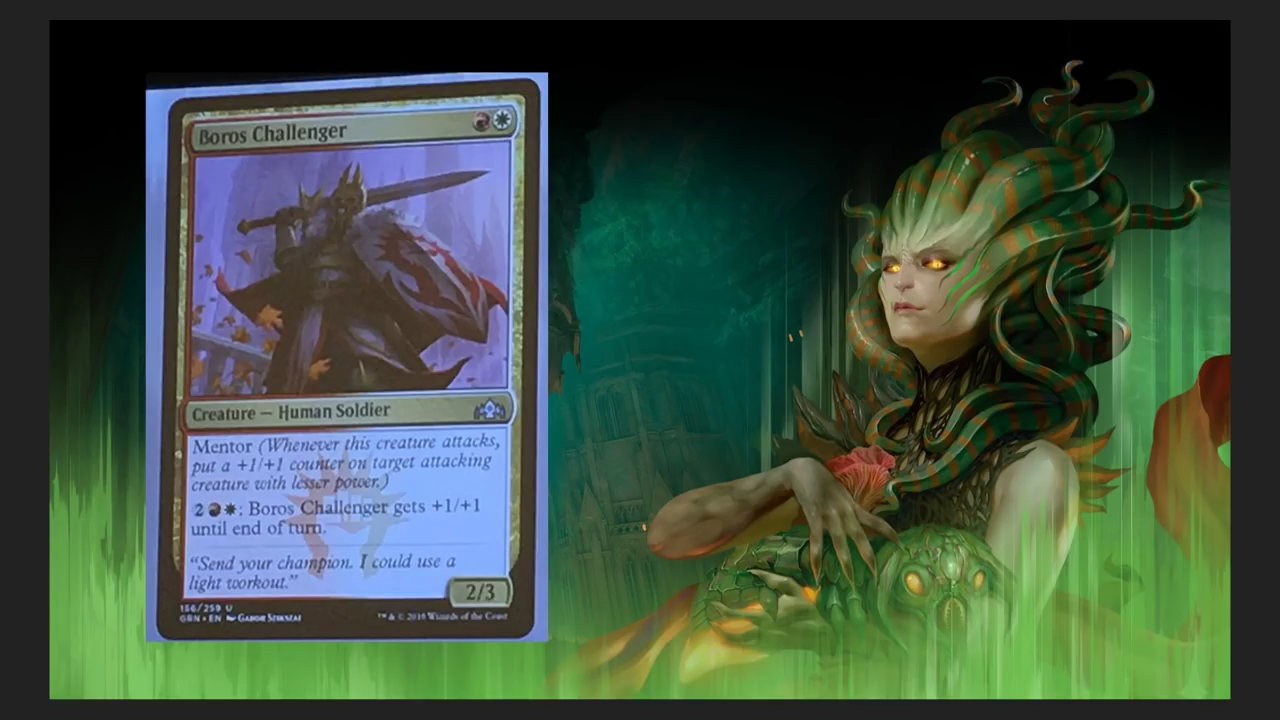 Boros Challenger
Creature — Human Soldier
Mentor (Whenever this creature attacks,
put a +1/+1 counter on target attacking
creature with lesser power.)
2 : Boros Challenger gets +1/+1
until end of turn.
"Send your champion. I could use a
light workout."
2/3
156/259 U
GRN • EN Gabor Szikszai
™ & © 2018 Wizards of the Coast